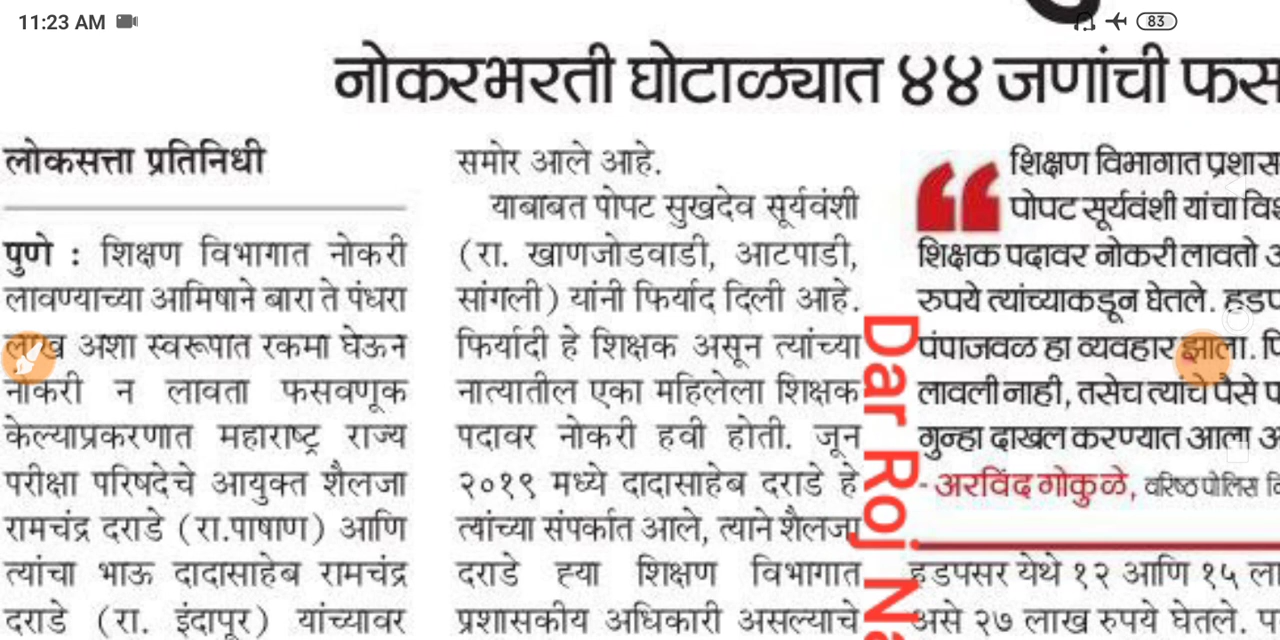 11:23 AM
83
नोकरभरती घोटाळ्यात ४४ जणांची फस
लोकसत्ता प्रतिनिधी
पुणे : शिक्षण विभागात नोकरी
लावण्याच्या आमिषाने बारा ते पंधरा
लाख अशा स्वरूपात रकमा घेऊन
नोकरी न लावता फसवणूक
केल्याप्रकरणात महाराष्ट्र राज्य
परीक्षा परिषदेचे आयुक्त शैलजा
रामचंद्र दराडे (रा.पाषाण) आणि
त्यांचा भाऊ दादासाहेब रामचंद्र
दराडे (रा. इंदापूर) यांच्यावर
समोर आले आहे.
याबाबत पोपट सुखदेव सूर्यवंशी
(रा. खाणजोडवाडी, आटपाडी,
सांगली) यांनी फिर्याद दिली आहे.
फिर्यादी हे शिक्षक असून त्यांच्या
नात्यातील एका महिलेला शिक्षक
पदावर नोकरी हवी होती. जून
२०१९ मध्ये दादासाहेब दराडे हे
त्यांच्या संपर्कात आले, त्याने शैलजा
दराडे ह्या शिक्षण विभागात
प्रशासकीय अधिकारी असल्याचे
Dar Roj Na
शिक्षण विभागात प्रशास
पोपट सूर्यवंशी यांचा विश
शिक्षक पदावर नोकरी लावतो अ
रुपये त्यांच्याकडून घेतले. हडप
पंपाजवळ हा व्यवहार झाला. फि
लावली नाही, तसेच त्यांचे पैसे प
गुन्हा दाखल करण्यात आला अ
- अरविंद गोकुळे, वरिष्ठ पोलिस नि
हडपसर येथे १२ आणि १५ ला
असे २७ लाख रुपये घेतले. प